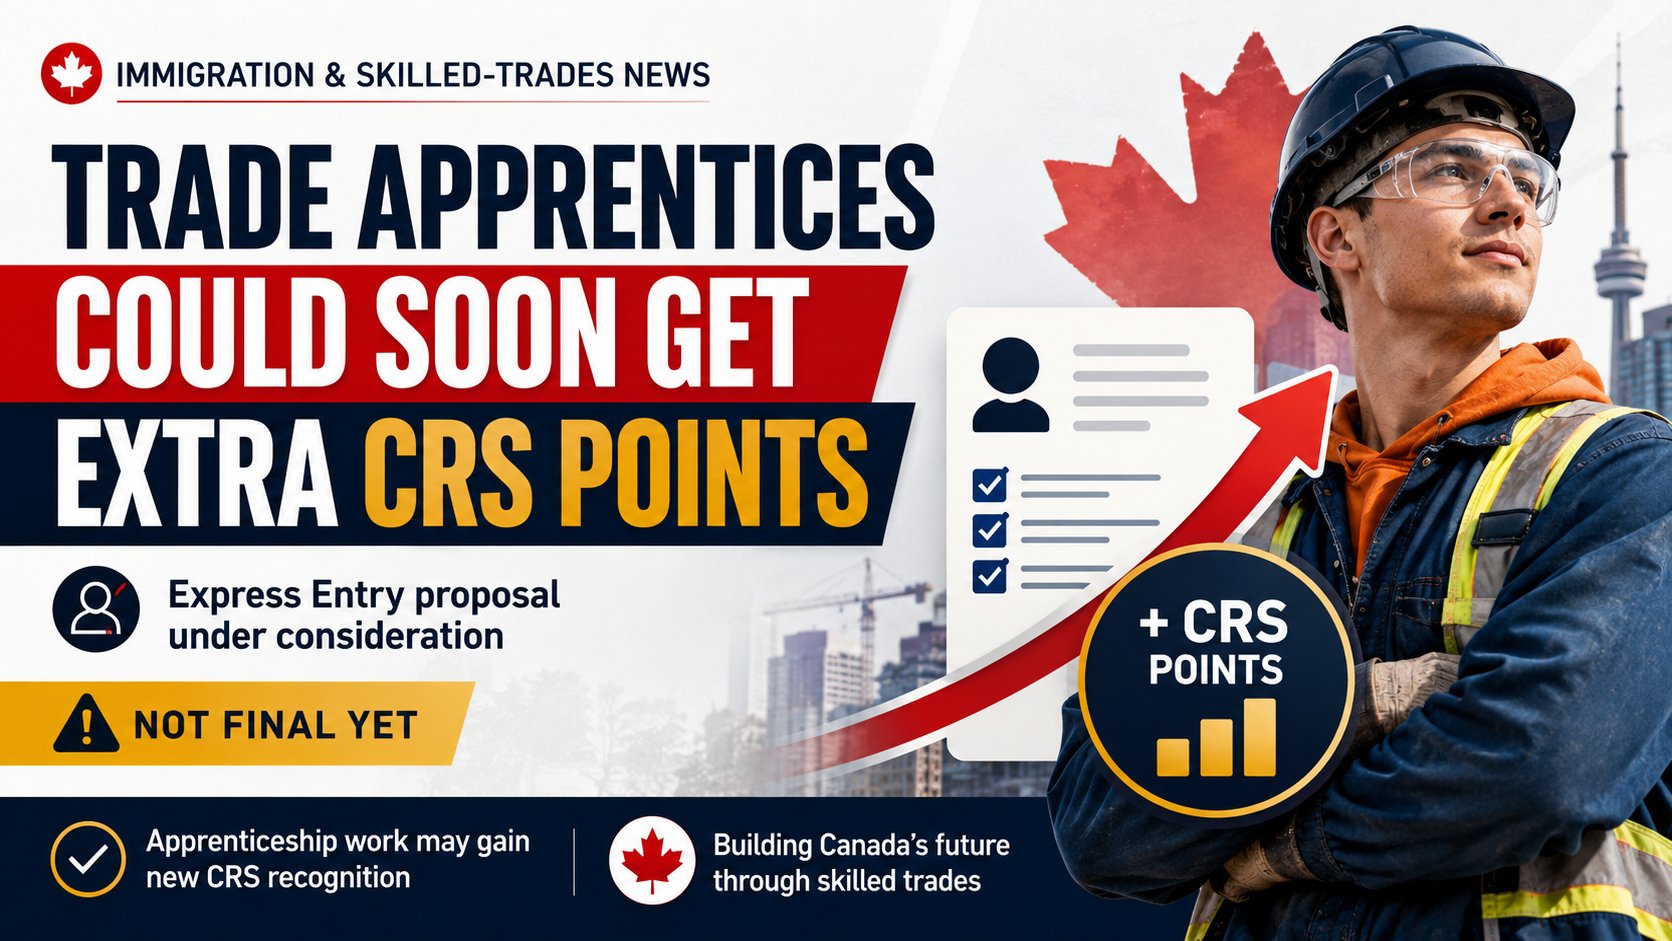 IMMIGRATION & SKILLED-TRADES NEWS
TRADE APPRENTICES
COULD SOON GET
EXTRA CRS POINTS
Express Entry proposal
under consideration
NOT FINAL YET
+ CRS
POINTS
Apprenticeship work may gain
new CRS recognition
Building Canada's future
through skilled trades